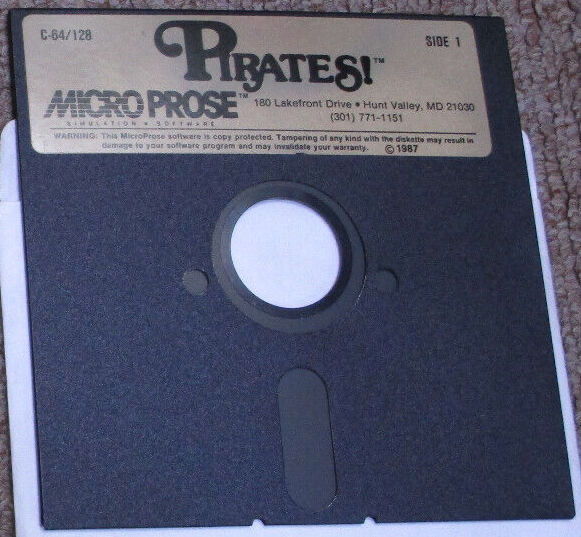 C-64/128
PIRATES!™
SIDE 1
MICRO PROSE™
SIMULATION • SOFTWARE
180 Lakefront Drive • Hunt Valley, MD 21030
(301) 771-1151
WARNING: This MicroProse software is copy protected. Tampering of any kind with the diskette may result in
damage to your software program and may invalidate your warranty. © 1987